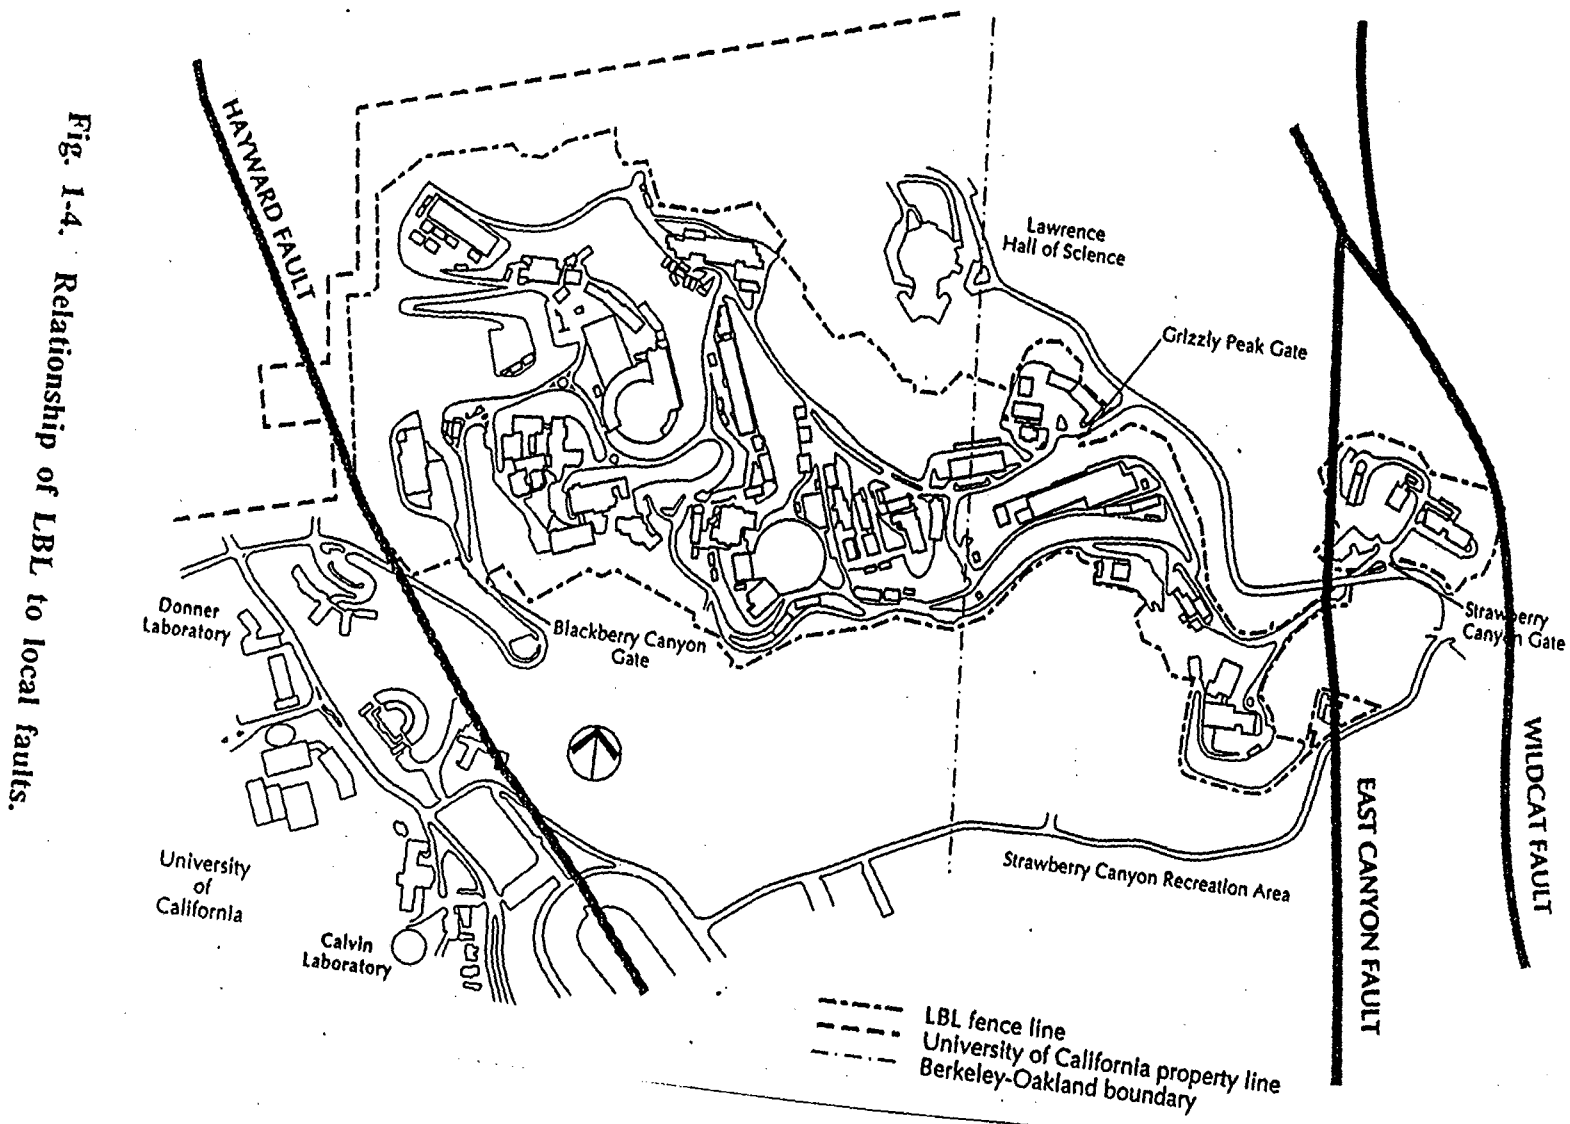 HAYWARD FAULT
Lawrence
Hall of Science
Grizzly Peak Gate
Donner
Laboratory
Blackberry Canyon
Gate
Strawberry
Canyon Gate
University
of
California
Calvin
Laboratory
Strawberry Canyon Recreation Area
EAST CANYON FAULT
WILDCAT FAULT
LBL fence line
University of California property line
Berkeley-Oakland boundary
Fig. 1-4. Relationship of LBL to local faults.